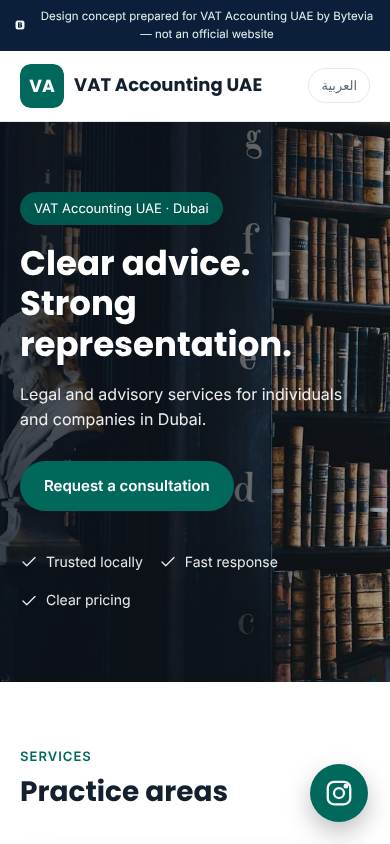 Design concept prepared for VAT Accounting UAE by Bytevia
— not an official website
B
VA
VAT Accounting UAE
العربية
k
g
i
VAT Accounting UAE · Dubai
f
Clear advice.
Strong
representation.
e
Legal and advisory services for individuals
and companies in Dubai.
Request a consultation
d
Trusted locally
Fast response
Clear pricing
c
SERVICES
Practice areas